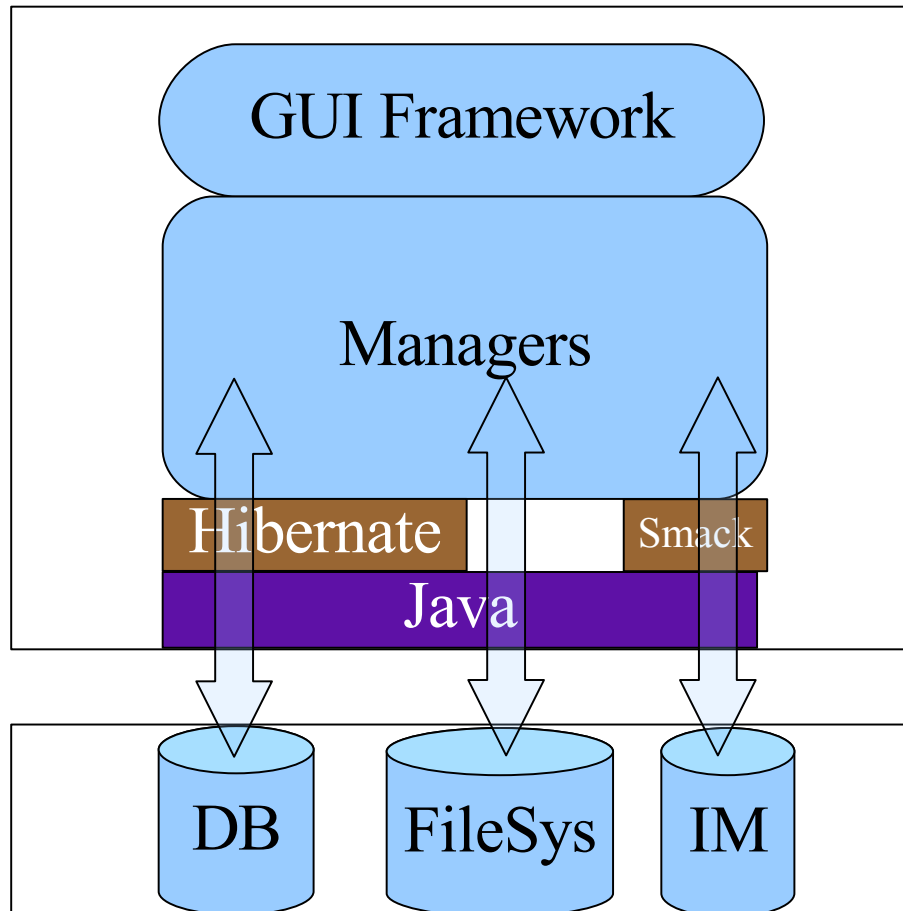 GUI Framework
Managers
Hibernate
Smack
Java
DB
FileSys
IM